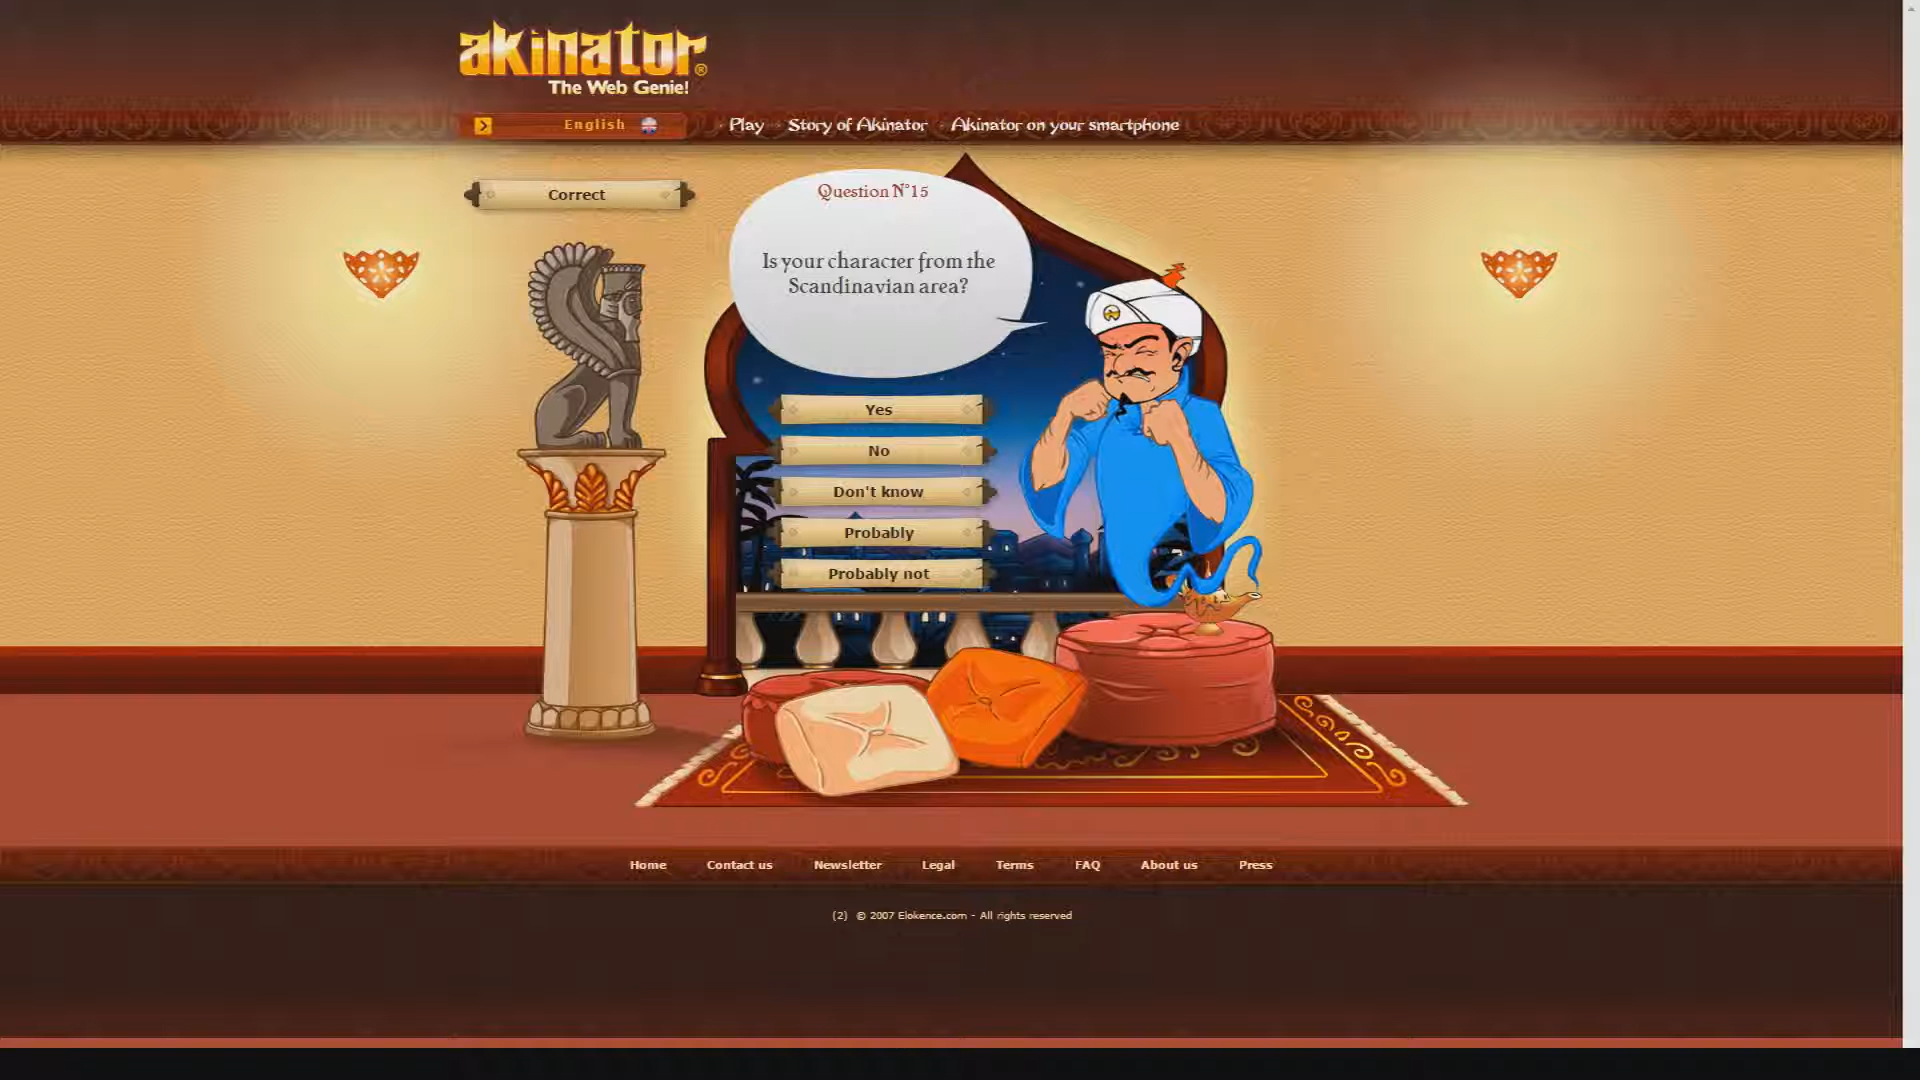 akinator®
The Web Genie!
English
Play
Story of Akinator
Akinator on your smartphone
Correct
Question N°15
Is your character from the
Scandinavian area?
Yes
No
Don't know
Probably
Probably not
Home
Contact us
Newsletter
Legal
Terms
FAQ
About us
Press
(2) © 2007 Elokence.com - All rights reserved